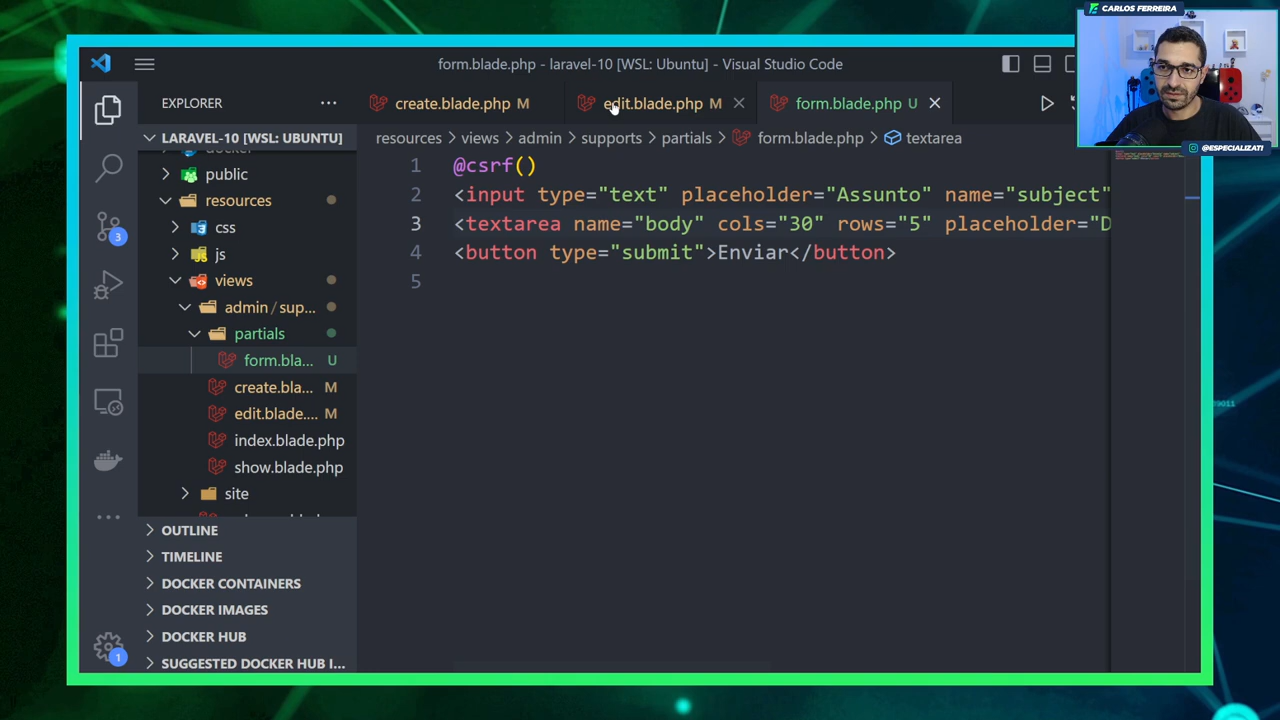 CARLOS FERREIRA
form.blade.php - laravel-10 [WSL: Ubuntu] - Visual Studio Code
EXPLORER
create.blade.php M
edit.blade.php M
form.blade.php U
LARAVEL-10 [WSL: UBUNTU]
resources > views > admin > supports > partials > form.blade.php > textarea
@ESPECIALIZATI
public
resources
css
js
3
views
admin / sup...
partials
form.bla... U
create.bla... M
edit.blade.... M
index.blade.php
show.blade.php
site
OUTLINE
TIMELINE
DOCKER CONTAINERS
DOCKER IMAGES
DOCKER HUB
SUGGESTED DOCKER HUB I...
1
1 @csrf()
2 <input type="text" placeholder="Assunto" name="subject"
3 <textarea name="body" cols="30" rows="5" placeholder="D
4 <button type="submit">Enviar</button>
5